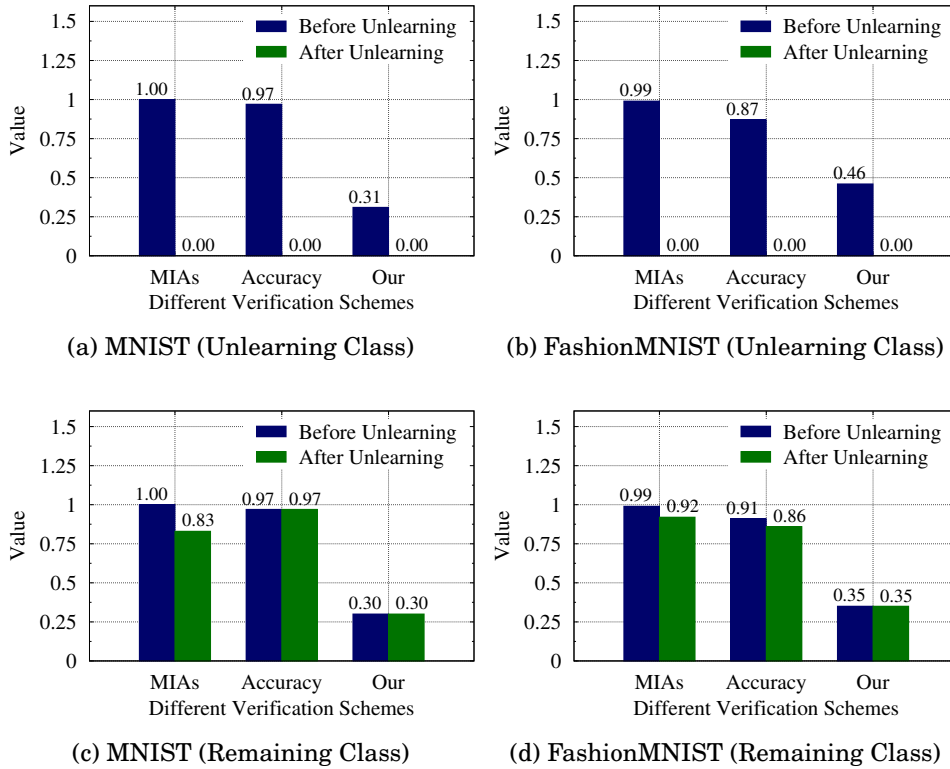 1.5
1.25
1
0.75
0.5
0.25
0
Value
Before Unlearning
After Unlearning
1.00
0.00
0.97
0.00
0.31
0.00
MIAs Accuracy Our
Different Verification Schemes
(a) MNIST (Unlearning Class)
1.5
1.25
1
0.75
0.5
0.25
0
Value
Before Unlearning
After Unlearning
0.99
0.00
0.87
0.00
0.46
0.00
MIAs Accuracy Our
Different Verification Schemes
(b) FashionMNIST (Unlearning Class)
1.5
1.25
1
0.75
0.5
0.25
0
Value
Before Unlearning
After Unlearning
1.00
0.83
0.97
0.97
0.30
0.30
MIAs Accuracy Our
Different Verification Schemes
(c) MNIST (Remaining Class)
1.5
1.25
1
0.75
0.5
0.25
0
Value
Before Unlearning
After Unlearning
0.99
0.92
0.91
0.86
0.35
0.35
MIAs Accuracy Our
Different Verification Schemes
(d) FashionMNIST (Remaining Class)